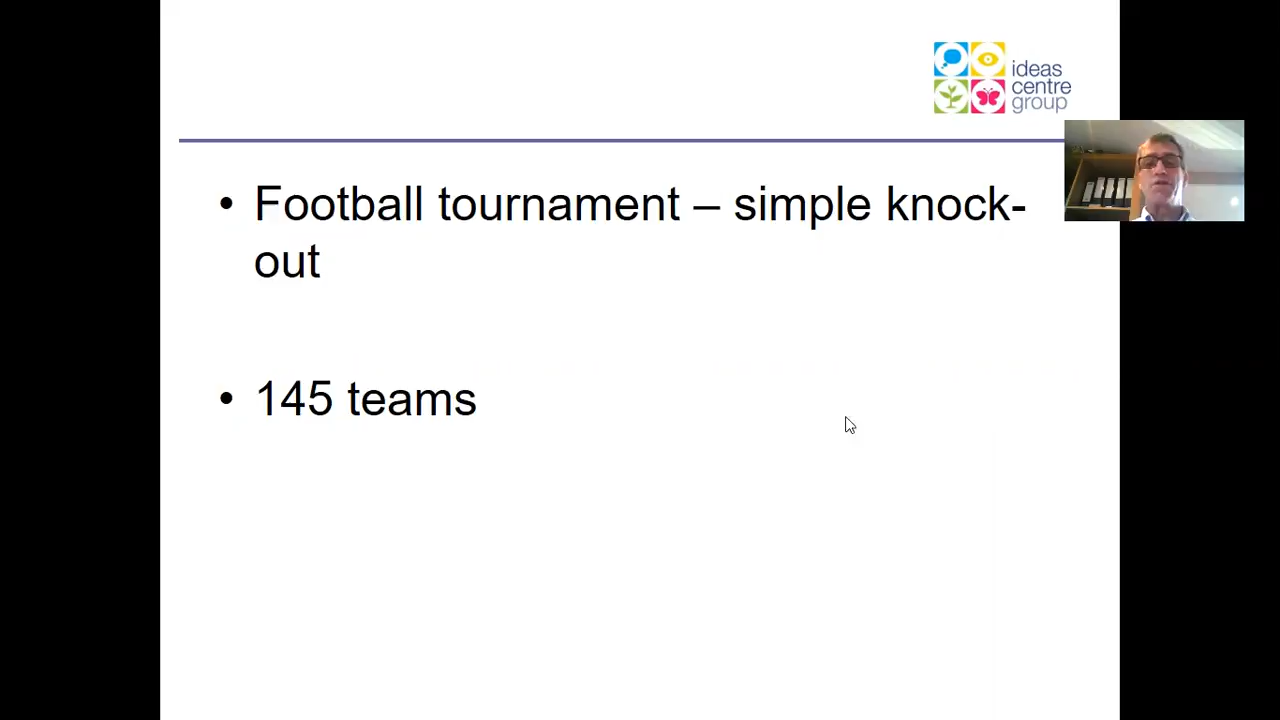 ideas
centre
group
• Football tournament – simple knock-
out
• 145 teams